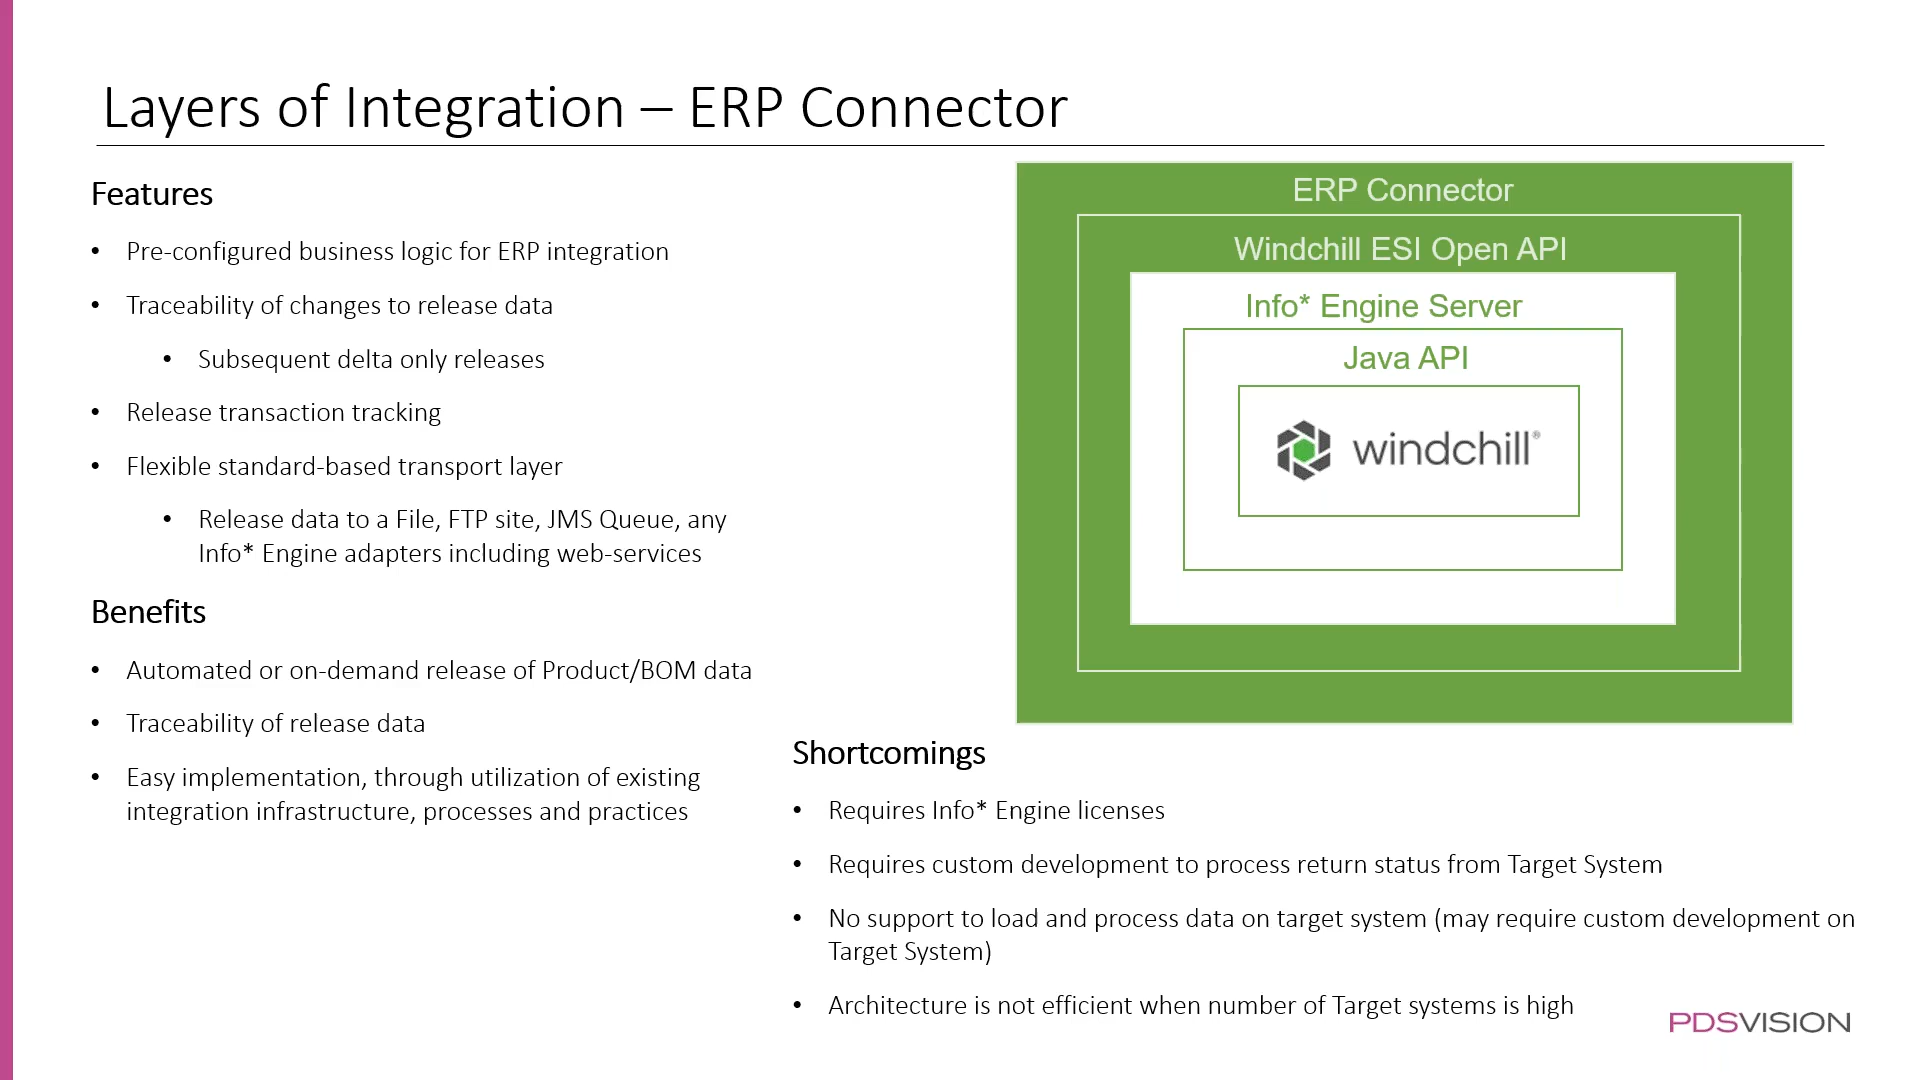 Layers of Integration – ERP Connector
Features
• Pre-configured business logic for ERP integration
• Traceability of changes to release data
• Subsequent delta only releases
• Release transaction tracking
• Flexible standard-based transport layer
• Release data to a File, FTP site, JMS Queue, any
Info* Engine adapters including web-services
Benefits
• Automated or on-demand release of Product/BOM data
• Traceability of release data
• Easy implementation, through utilization of existing
integration infrastructure, processes and practices
ERP Connector
Windchill ESI Open API
Info* Engine Server
Java API
windchill®
Shortcomings
• Requires Info* Engine licenses
• Requires custom development to process return status from Target System
• No support to load and process data on target system (may require custom development on
Target System)
• Architecture is not efficient when number of Target systems is high
PDSVISION